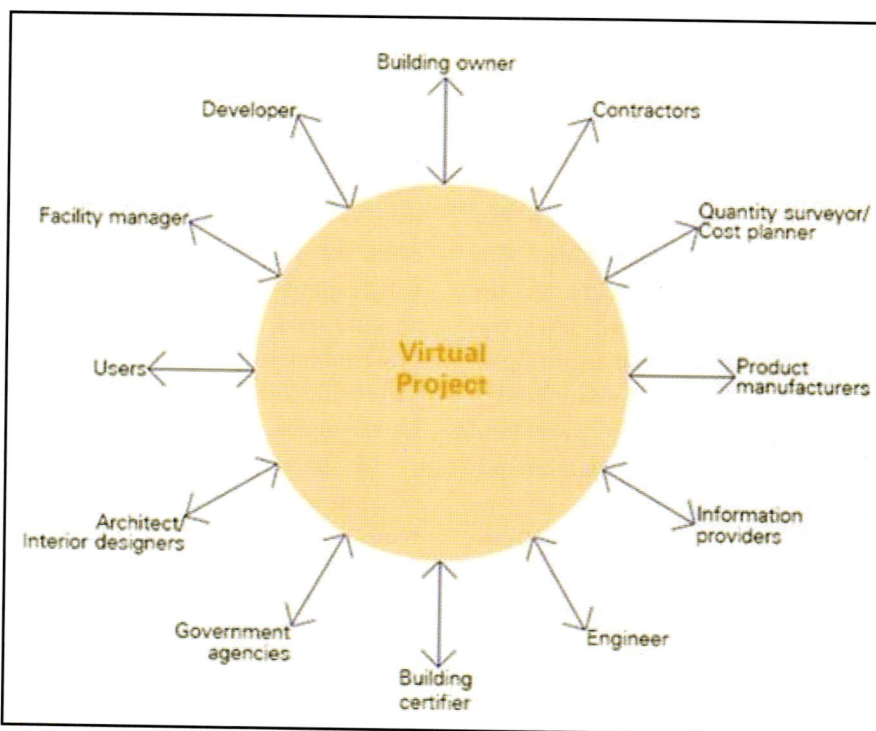 Building owner
Developer
Contractors
Facility manager
Quantity surveyor/
Cost planner
Virtual
Project
Users
Product
manufacturers
Architect/
Interior designers
Information
providers
Government
agencies
Engineer
Building
certifier